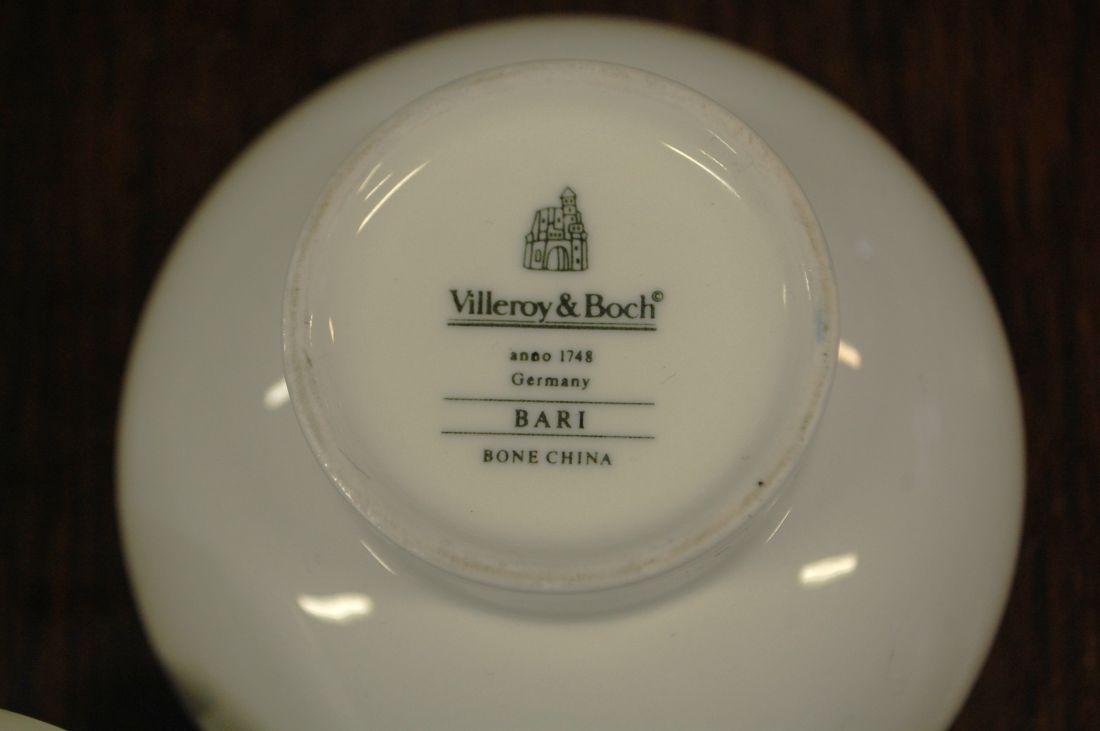 Villeroy & Boch©
anno 1748
Germany
BARI
BONE CHINA